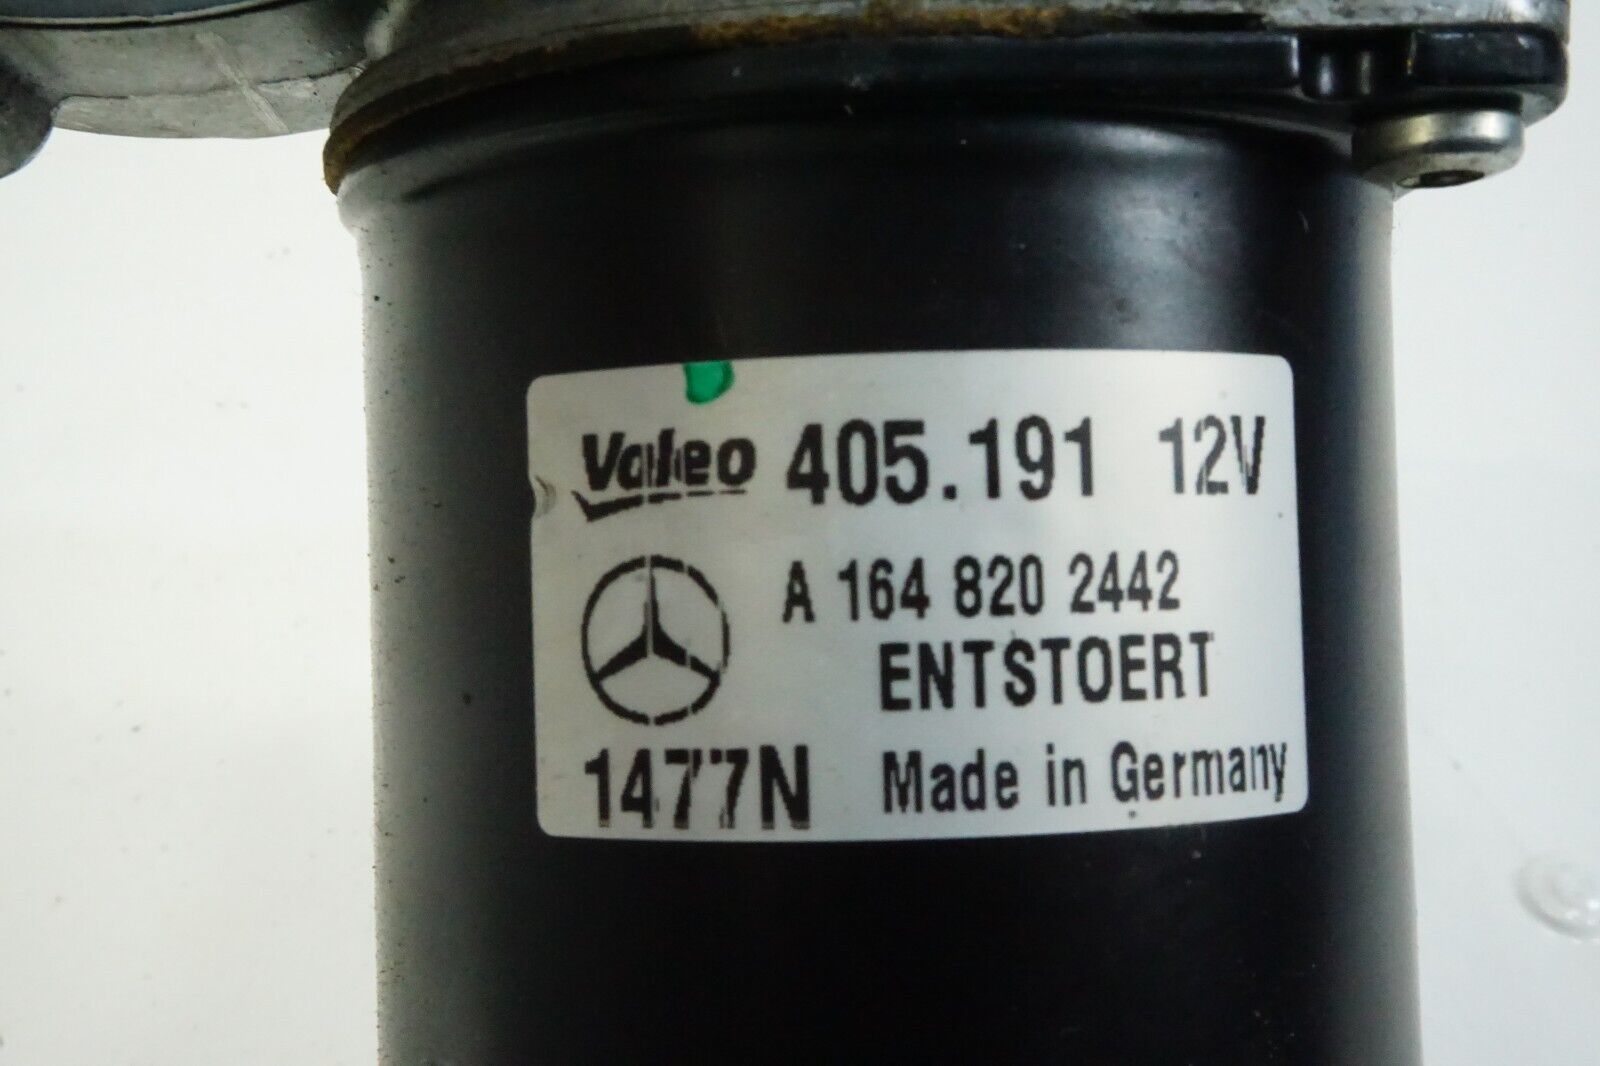 Valeo 405.191 12V
A 164 820 2442
ENTSTOERT
1477N Made in Germany